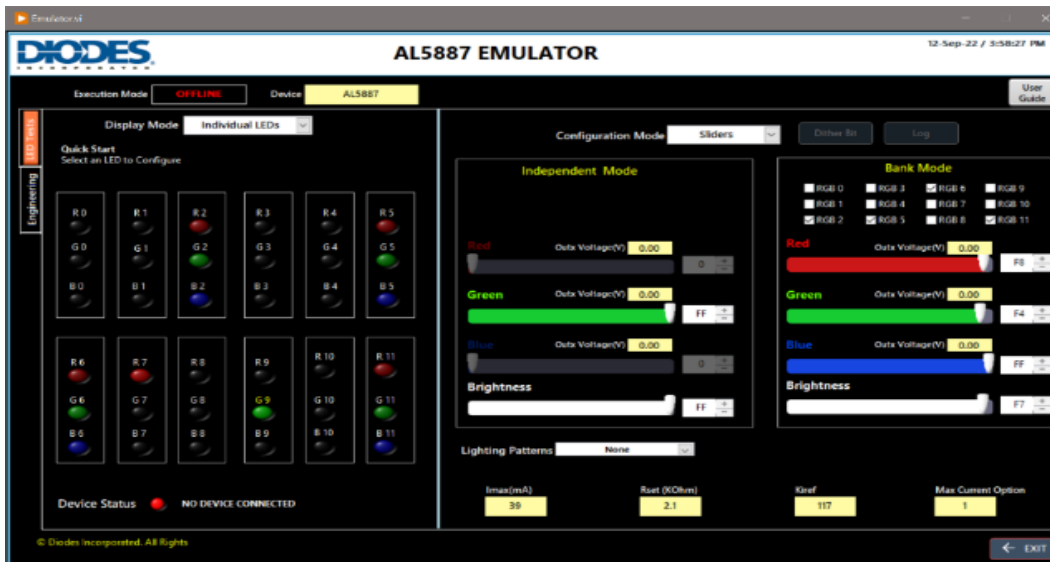 Emulator.vi
DIODES
INCORPORATED
AL5887 EMULATOR
12-Sep-22 / 3:58:27 PM
Execution Mode OFFLINE Device AL5887
User
Guide
LED Tests
Engineering
Display Mode Individual LEDs
Quick Start
Select an LED to Configure
R 0 R 1 R 2 R 3 R 4 R 5
G 0 G 1 G 2 G 3 G 4 G 5
B 0 B 1 B 2 B 3 B 4 B 5
R 6 R 7 R 8 R 9 R 10 R 11
G 6 G 7 G 8 G 9 G 10 G 11
B 6 B 7 B 8 B 9 B 10 B 11
Device Status NO DEVICE CONNECTED
Configuration Mode Sliders Dither Bit Log
Independent Mode
Red Outx Voltage(V) 0.00
0
Green Outx Voltage(V) 0.00
FF
Blue Outx Voltage(V) 0.00
0
Brightness
FF
Bank Mode
RGB 0 RGB 3 RGB 6 RGB 9
RGB 1 RGB 4 RGB 7 RGB 10
RGB 2 RGB 5 RGB 8 RGB 11
Red Outx Voltage(V) 0.00
F8
Green Outx Voltage(V) 0.00
F4
Blue Outx Voltage(V) 0.00
FF
Brightness
F7
Lighting Patterns None
Imax(mA) Rset (KOhm) Kiref Max Current Option
39 2.1 117 1
© Diodes Incorporated. All Rights
EXIT